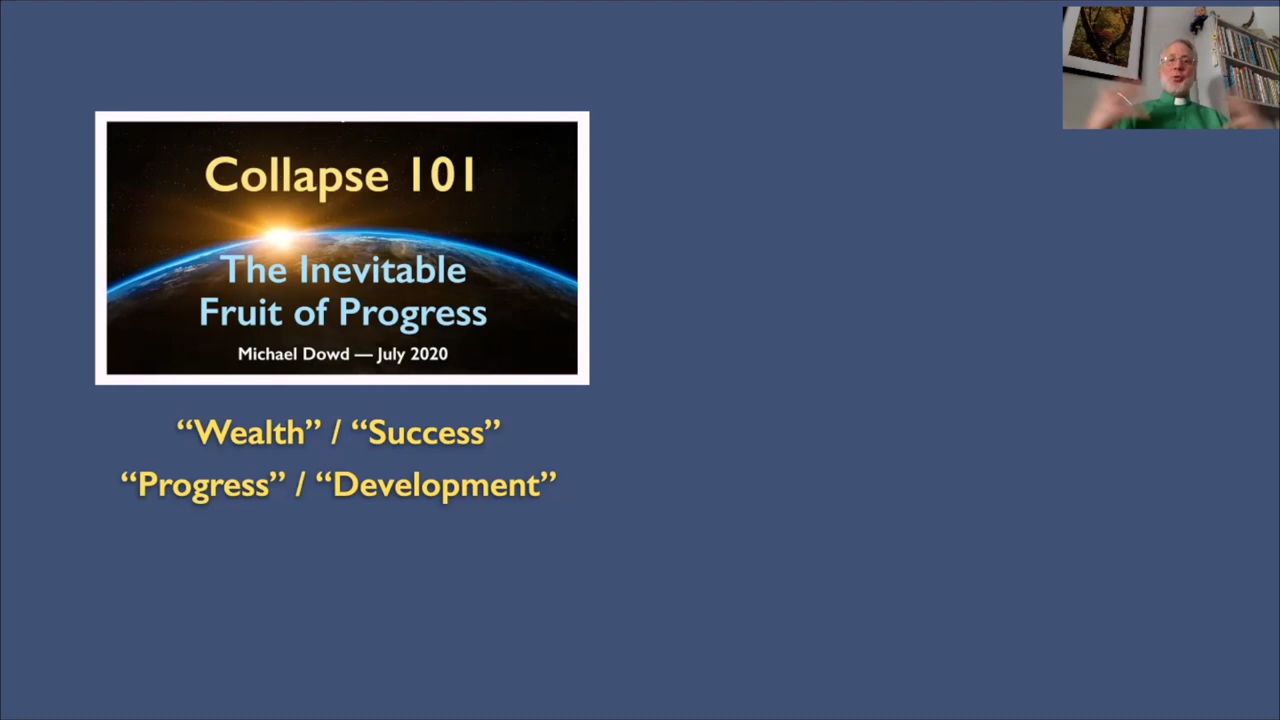 Collapse 101
The Inevitable
Fruit of Progress
Michael Dowd — July 2020
“Wealth” / “Success”
“Progress” / “Development”